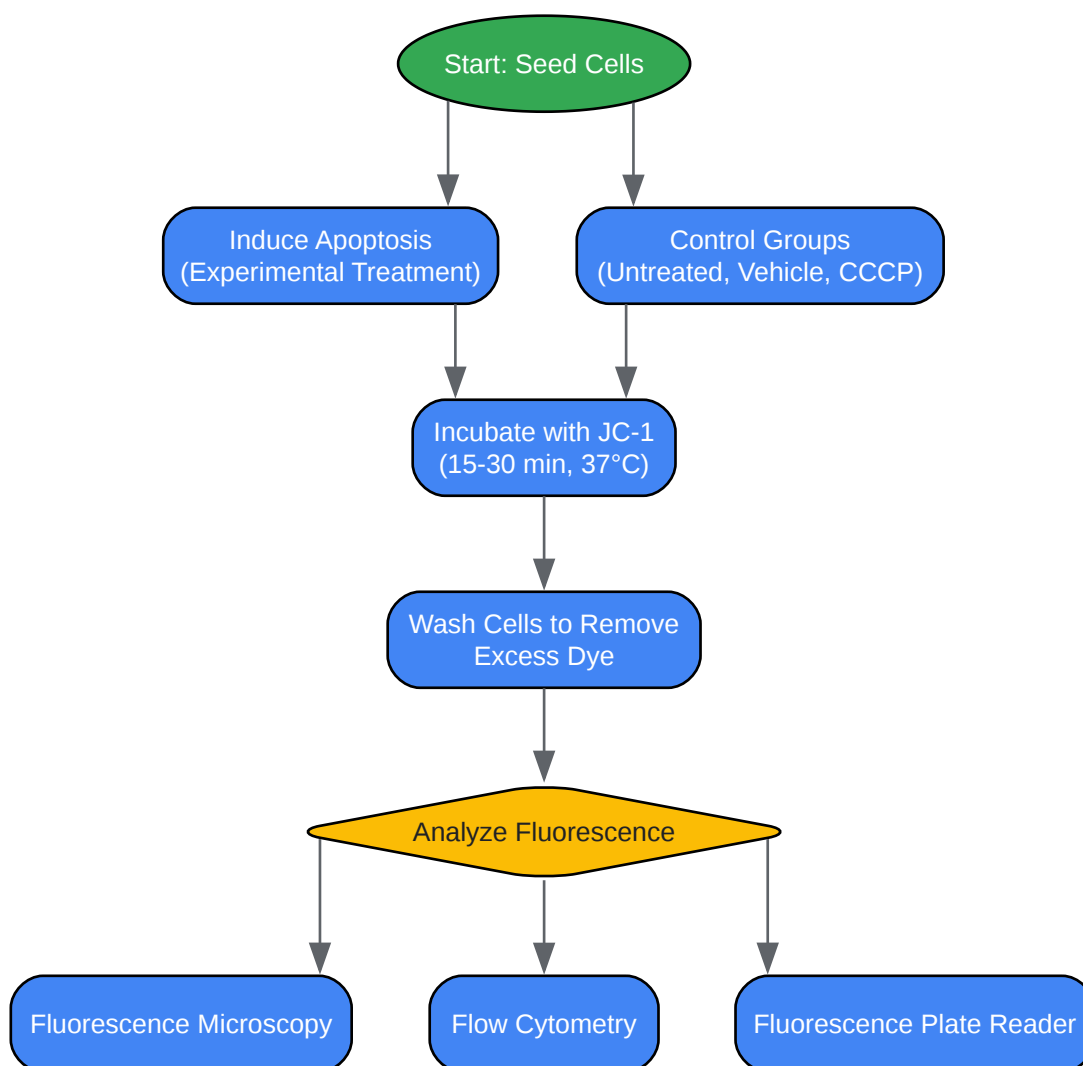 Start: Seed Cells
Induce Apoptosis
(Experimental Treatment)
Control Groups
(Untreated, Vehicle, CCCP)
Incubate with JC-1
(15-30 min, 37°C)
Wash Cells to Remove
Excess Dye
Analyze Fluorescence
Fluorescence Microscopy
Flow Cytometry
Fluorescence Plate Reader